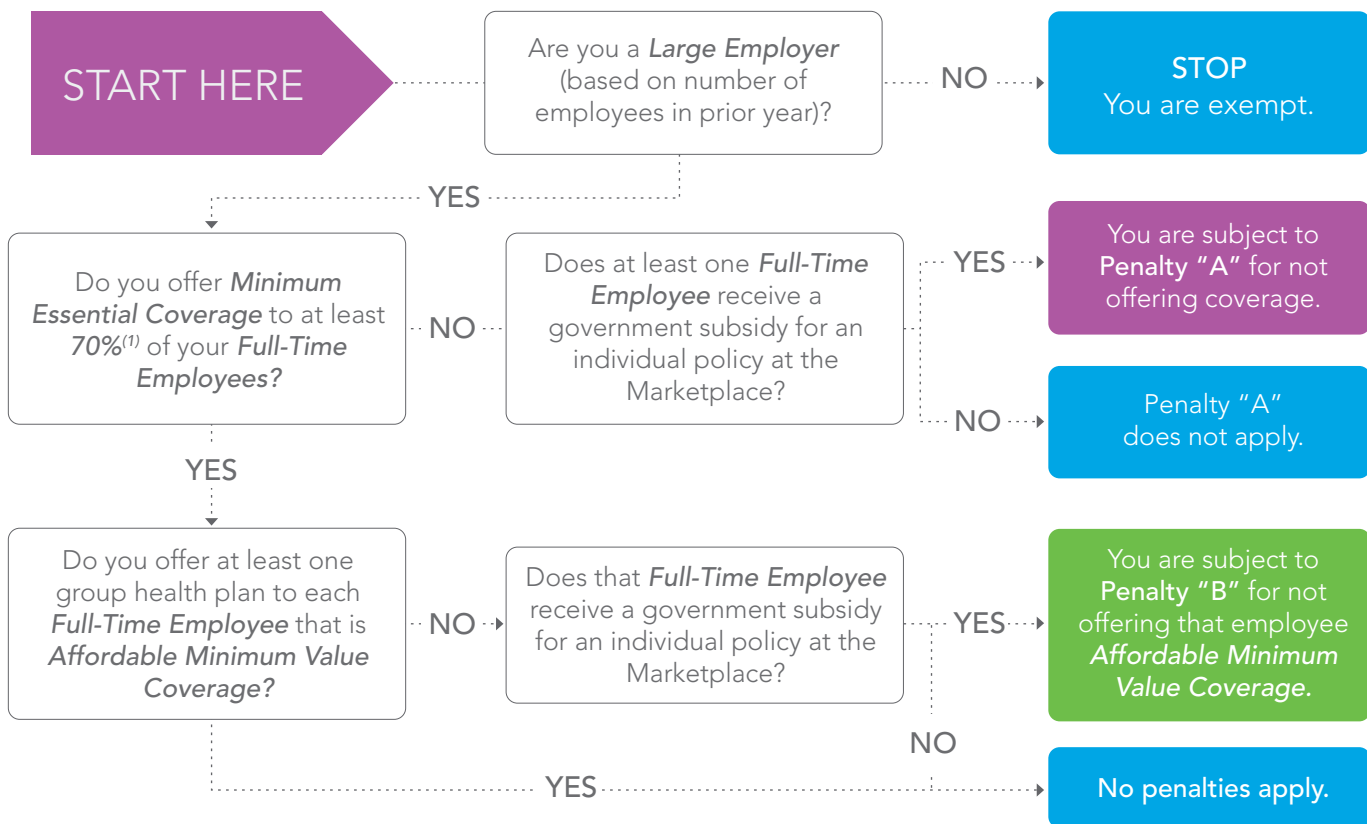 START HERE
Are you a Large Employer
(based on number of
employees in prior year)?
NO
STOP
You are exempt.
YES
Do you offer Minimum
Essential Coverage to at least
70%(1) of your Full-Time
Employees?
NO
Does at least one Full-Time
Employee receive a
government subsidy for an
individual policy at the
Marketplace?
YES
You are subject to
Penalty “A” for not
offering coverage.
NO
Penalty “A”
does not apply.
YES
Do you offer at least one
group health plan to each
Full-Time Employee that is
Affordable Minimum Value
Coverage?
NO
Does that Full-Time Employee
receive a government subsidy
for an individual policy at the
Marketplace?
YES
You are subject to
Penalty “B” for not
offering that employee
Affordable Minimum
Value Coverage.
NO
YES
No penalties apply.